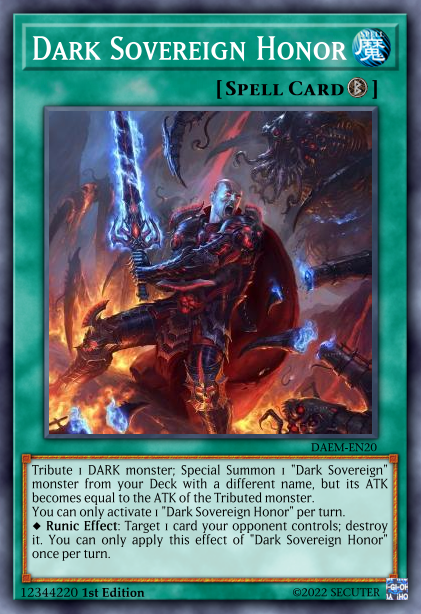 DARK SOVEREIGN HONOR
魔
[SPELL CARD]
DAEM-EN20
Tribute 1 DARK monster; Special Summon 1 "Dark Sovereign"
monster from your Deck with a different name, but its ATK
becomes equal to the ATK of the Tributed monster.
You can only activate 1 "Dark Sovereign Honor" per turn.
◆ Runic Effect: Target 1 card your opponent controls; destroy
it. You can only apply this effect of "Dark Sovereign Honor"
once per turn.
12344220 1st Edition
©2022 SECUTER